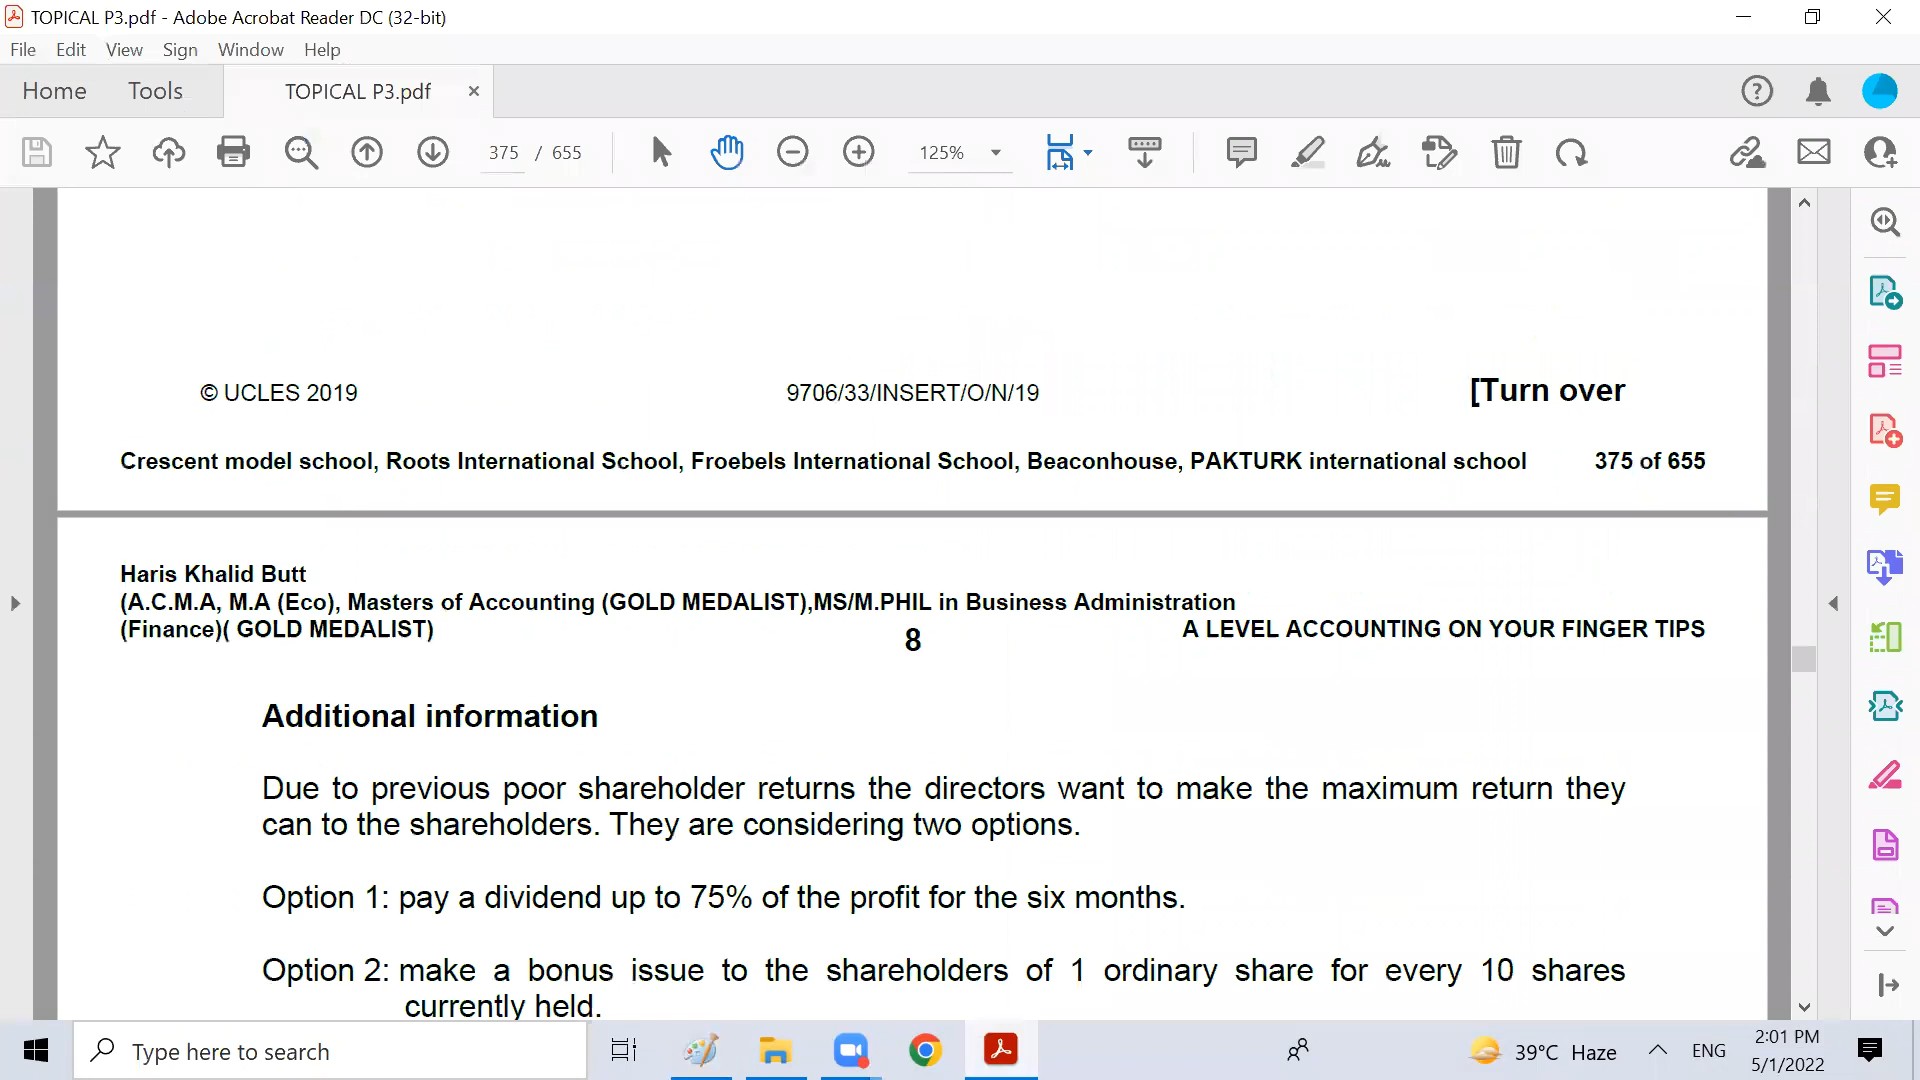 TOPICAL P3.pdf - Adobe Acrobat Reader DC (32-bit)
File Edit View Sign Window Help
Home Tools TOPICAL P3.pdf
375 / 655 125%
© UCLES 2019 9706/33/INSERT/O/N/19 [Turn over
Crescent model school, Roots International School, Froebels International School, Beaconhouse, PAKTURK international school 375 of 655
Haris Khalid Butt
(A.C.M.A, M.A (Eco), Masters of Accounting (GOLD MEDALIST),MS/M.PHIL in Business Administration
(Finance)( GOLD MEDALIST) 8 A LEVEL ACCOUNTING ON YOUR FINGER TIPS
Additional information
Due to previous poor shareholder returns the directors want to make the maximum return they
can to the shareholders. They are considering two options.
Option 1: pay a dividend up to 75% of the profit for the six months.
Option 2: make a bonus issue to the shareholders of 1 ordinary share for every 10 shares
currently held.
Type here to search
39°C Haze ENG 2:01 PM
5/1/2022